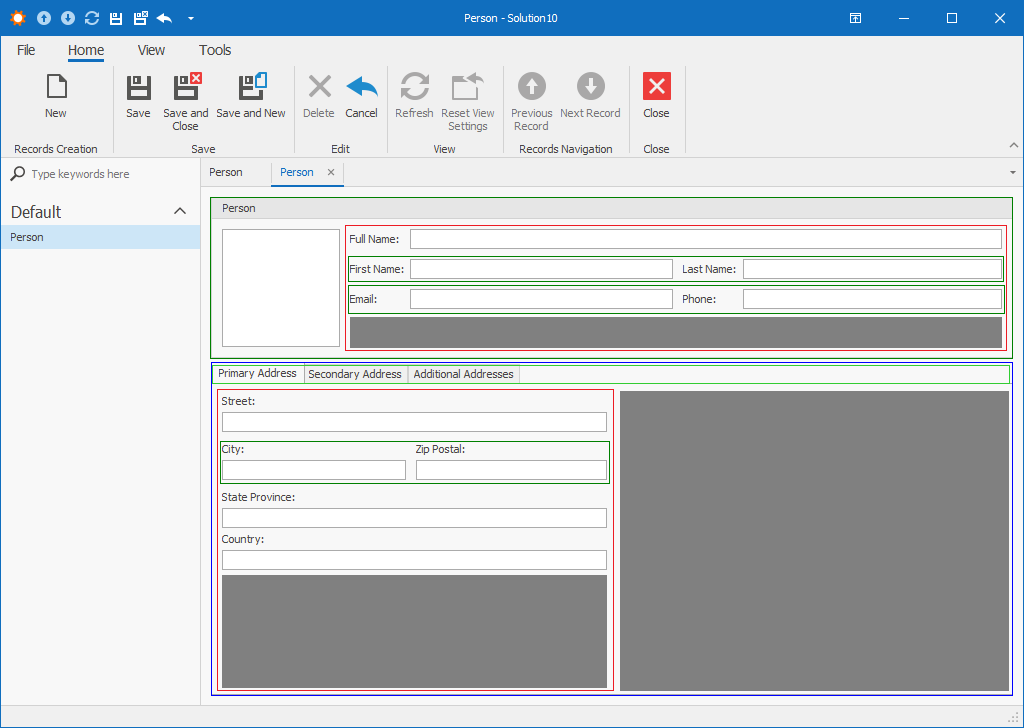 Person - Solution10
File Home View Tools
New Save Save and Close Save and New Delete Cancel Refresh Reset View Settings Previous Record Next Record Close
Records Creation Save Edit View Records Navigation Close
Type keywords here
Person Person
Default
Person
Person
Full Name:
First Name: Last Name:
Email: Phone:
Primary Address Secondary Address Additional Addresses
Street:
City: Zip Postal:
State Province:
Country: